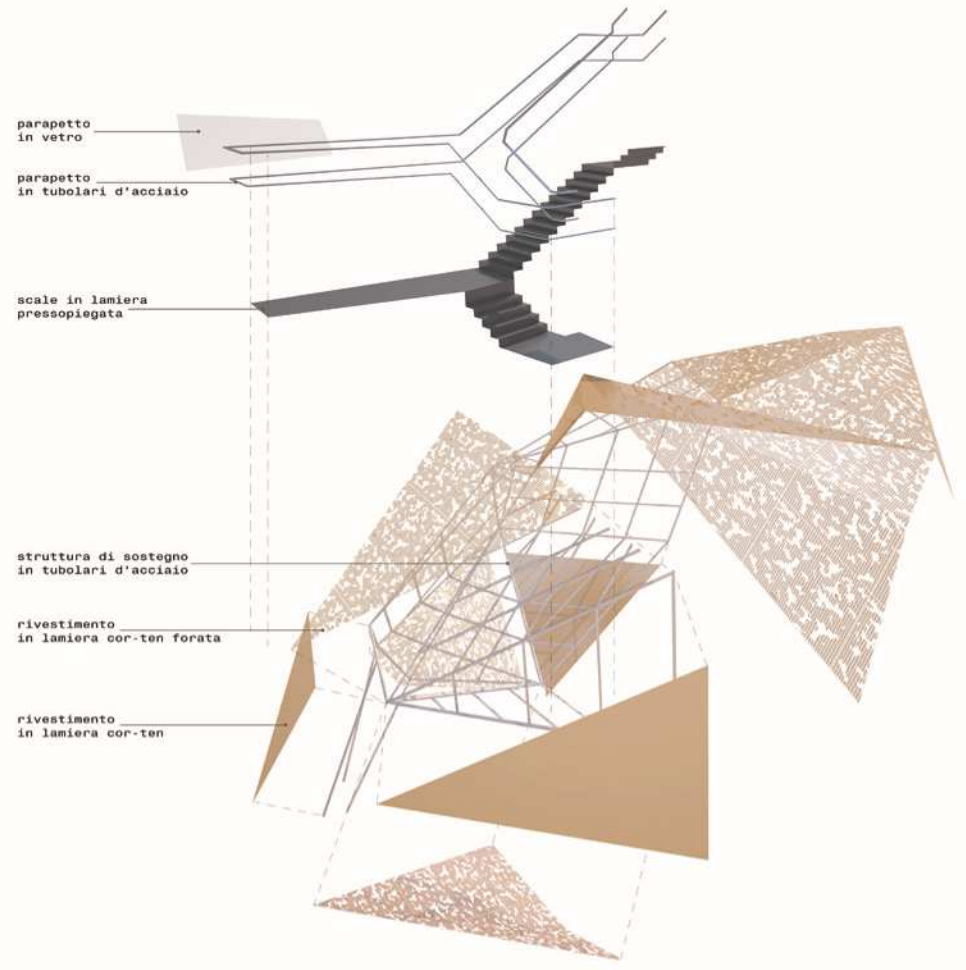 parapetto
in vetro
parapetto
in tubolari d'acciaio
scale in lamiera
pressopiegata
struttura di sostegno
in tubolari d'acciaio
rivestimento
in lamiera cor-ten forata
rivestimento
in lamiera cor-ten